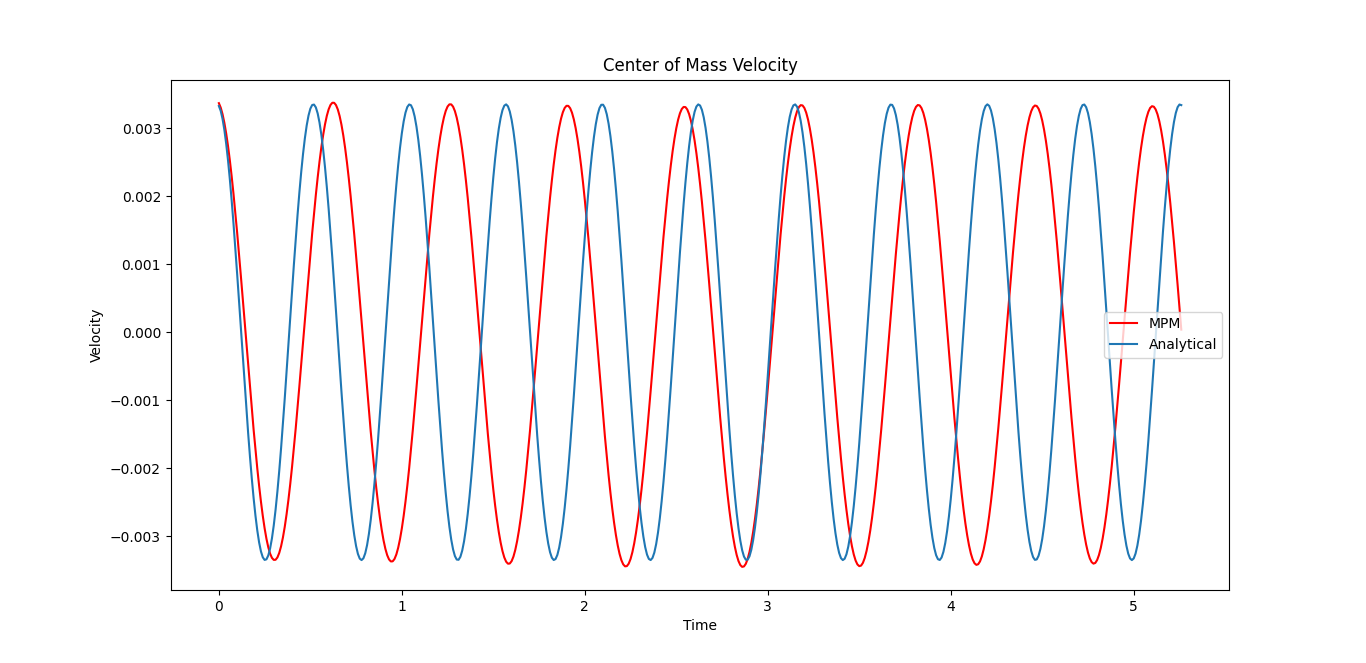 Center of Mass Velocity
Velocity
0.003
0.002
0.001
0.000
−0.001
−0.002
−0.003
MPM
Analytical
0 1 2 3 4 5
Time